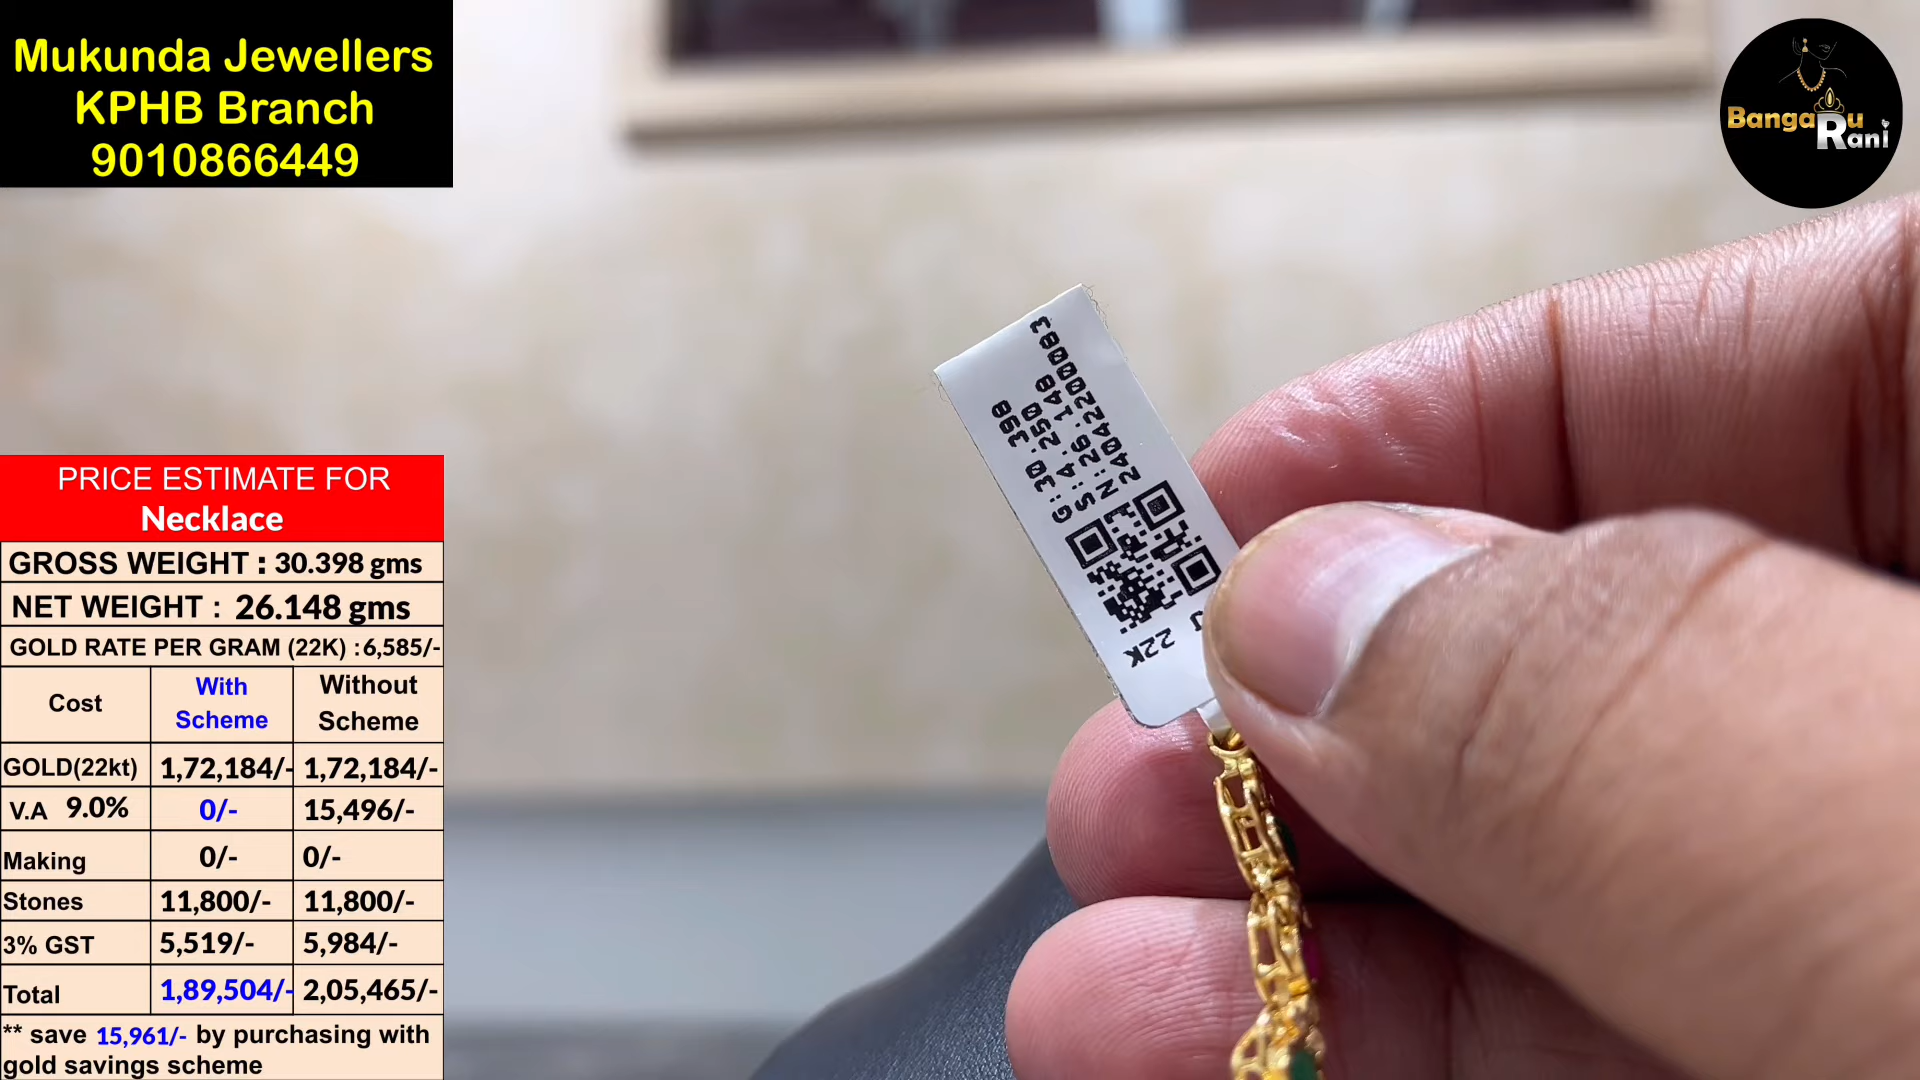 Mukunda Jewellers
KPHB Branch
9010866449
Bangaru
Rani
PRICE ESTIMATE FOR
Necklace
GROSS WEIGHT : 30.398 gms
NET WEIGHT : 26.148 gms
GOLD RATE PER GRAM (22K) : 6,585/-
Cost With Scheme Without Scheme
GOLD(22kt) 1,72,184/- 1,72,184/-
V.A 9.0% 0/- 15,496/-
Making 0/- 0/-
Stones 11,800/- 11,800/-
3% GST 5,519/- 5,984/-
Total 1,89,504/- 2,05,465/-
** save 15,961/- by purchasing with
gold savings scheme
G: 30.398
S: 4.250
N: 26.148
22K